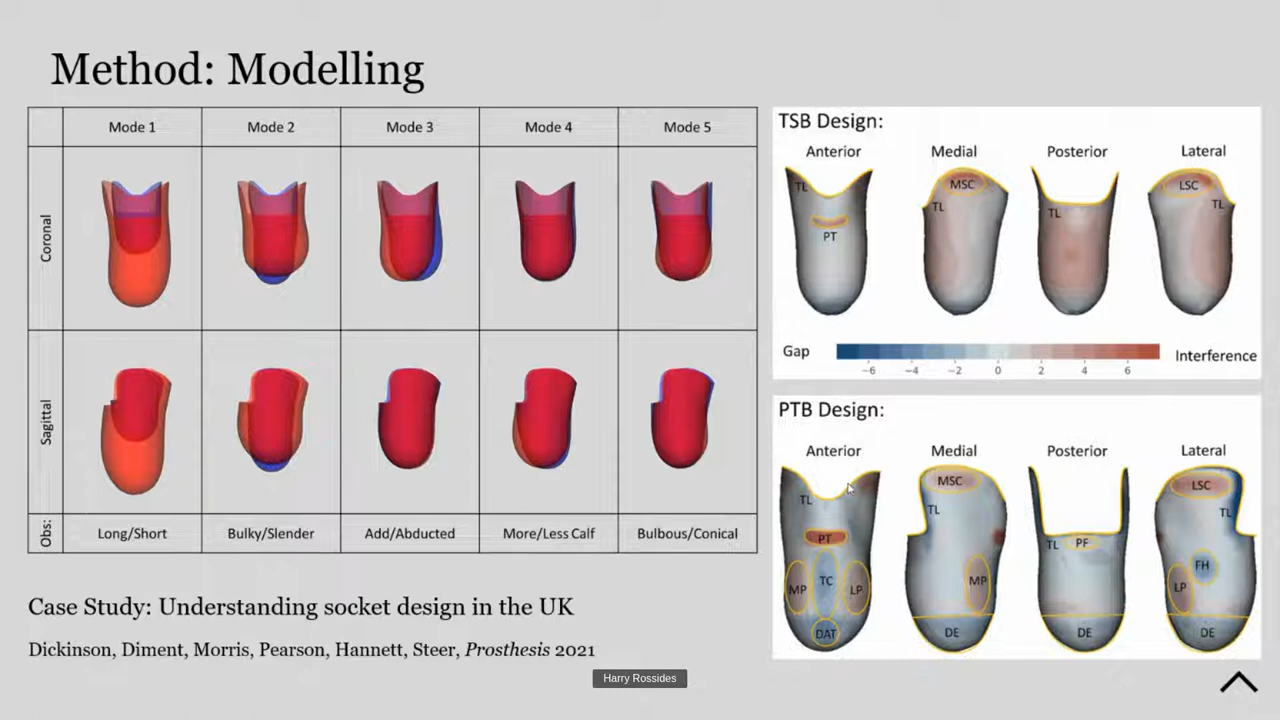 Method: Modelling
Mode 1 Mode 2 Mode 3 Mode 4 Mode 5
Coronal
Sagittal
Obs: Long/Short Bulky/Slender Add/Abducted More/Less Calf Bulbous/Conical
Case Study: Understanding socket design in the UK
Dickinson, Diment, Morris, Pearson, Hannett, Steer, Prosthesis 2021
TSB Design:
Anterior Medial Posterior Lateral
TL MSC LSC
TL TL TL
PT
Gap Interference
−6 −4 −2 0 2 4 6
PTB Design:
Anterior Medial Posterior Lateral
MSC LSC
TL TL TL
PT TL PF
FH
MP TC LP MP LP
DAT DE DE DE
Harry Rossides